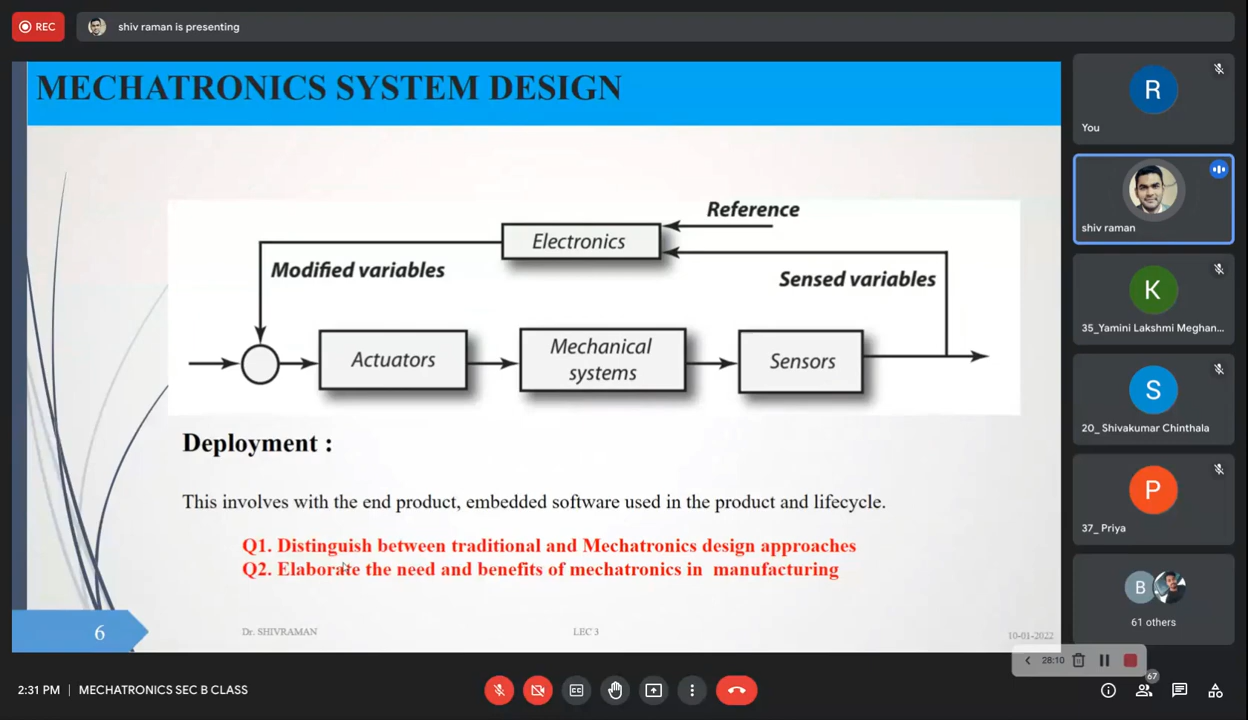 REC
shiv raman is presenting
MECHATRONICS SYSTEM DESIGN
Reference
Electronics
Modified variables
Sensed variables
Actuators
Mechanical
systems
Sensors
Deployment :
This involves with the end product, embedded software used in the product and lifecycle.
Q1. Distinguish between traditional and Mechatronics design approaches
Q2. Elaborate the need and benefits of mechatronics in manufacturing
6
Dr. SHIVRAMAN
LEC 3
10-01-2022
R
You
shiv raman
K
35_Yamini Lakshmi Meghan...
S
20_ Shivakumar Chinthala
P
37_ Priya
B
61 others
28:10
2:31 PM | MECHATRONICS SEC B CLASS
CC
67